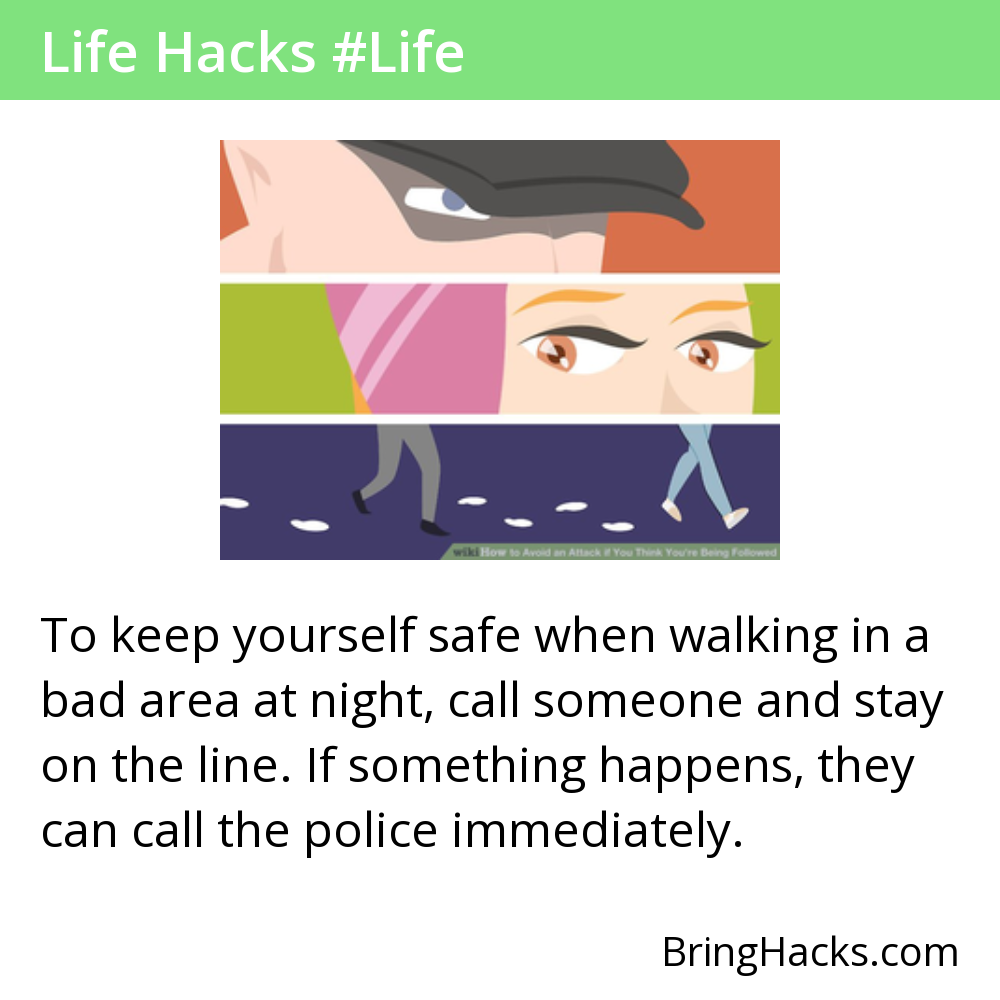 Life Hacks #Life
wikiHow to Avoid an Attack if You Think You're Being Followed
To keep yourself safe when walking in a
bad area at night, call someone and stay
on the line. If something happens, they
can call the police immediately.
BringHacks.com